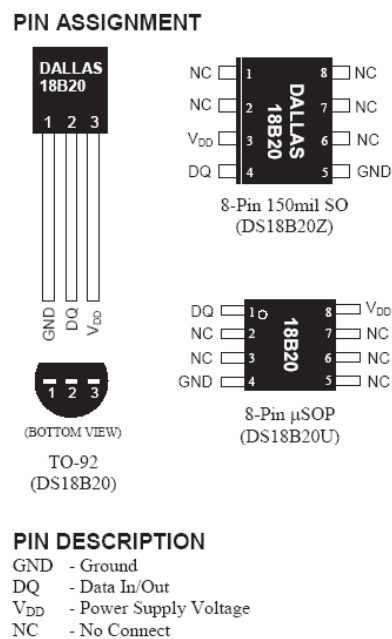 PIN ASSIGNMENT
DALLAS
18B20
1 2 3
GND
DQ
VDD
1 2 3
(BOTTOM VIEW)
TO-92
(DS18B20)
NC 1 8 NC
NC 2 7 NC
VDD 3 6 NC
DQ 4 5 GND
DALLAS
18B20
8-Pin 150mil SO
(DS18B20Z)
DQ 1 8 VDD
NC 2 7 NC
NC 3 6 NC
GND 4 5 NC
18B20
8-Pin µSOP
(DS18B20U)
PIN DESCRIPTION
GND - Ground
DQ - Data In/Out
VDD - Power Supply Voltage
NC - No Connect